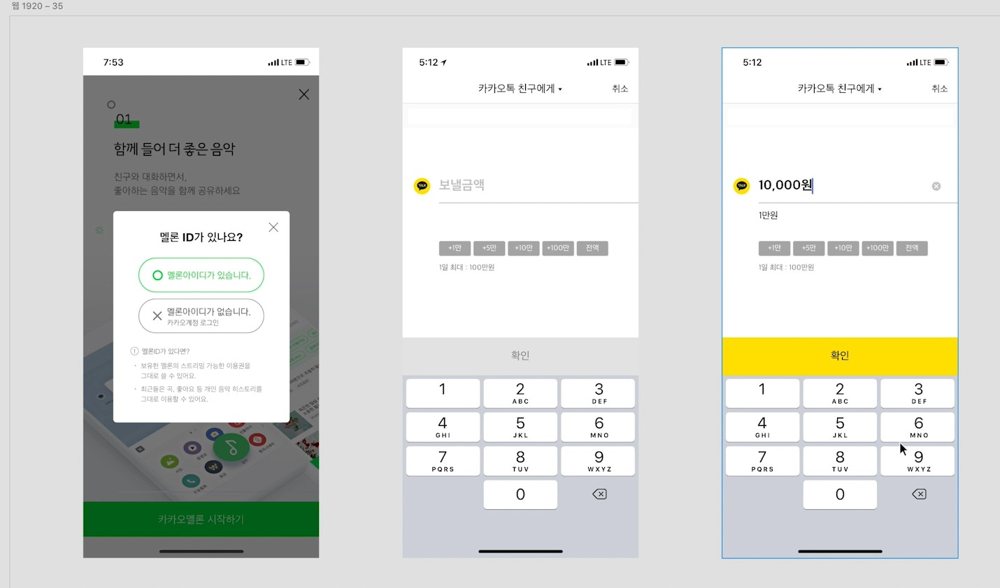 웹 1920 – 35
7:53
LTE
01
함께 들어 더 좋은 음악
친구와 대화하면서,
좋아하는 음악을 함께 공유하세요
멜론 ID가 있나요?
멜론아이디가 있습니다.
멜론아이디가 없습니다.
카카오계정 로그인
멜론ID가 있다면?
· 보유한 멜론의 스트리밍 가능한 이용권을
그대로 쓸 수 있어요.
· 최근들은 곡, 좋아요 등 개인 음악 히스토리를
그대로 이용할 수 있어요.
카카오멜론 시작하기
5:12
LTE
카카오톡 친구에게
취소
TALK
보낼금액
+1만 +5만 +10만 +100만 전액
1일 최대 : 100만원
확인
1 2 3
ABC DEF
4 5 6
GHI JKL MNO
7 8 9
PQRS TUV WXYZ
0
5:12
LTE
카카오톡 친구에게
취소
TALK
10,000원
1만원
+1만 +5만 +10만 +100만 전액
1일 최대 : 100만원
확인
1 2 3
ABC DEF
4 5 6
GHI JKL MNO
7 8 9
PQRS TUV WXYZ
0